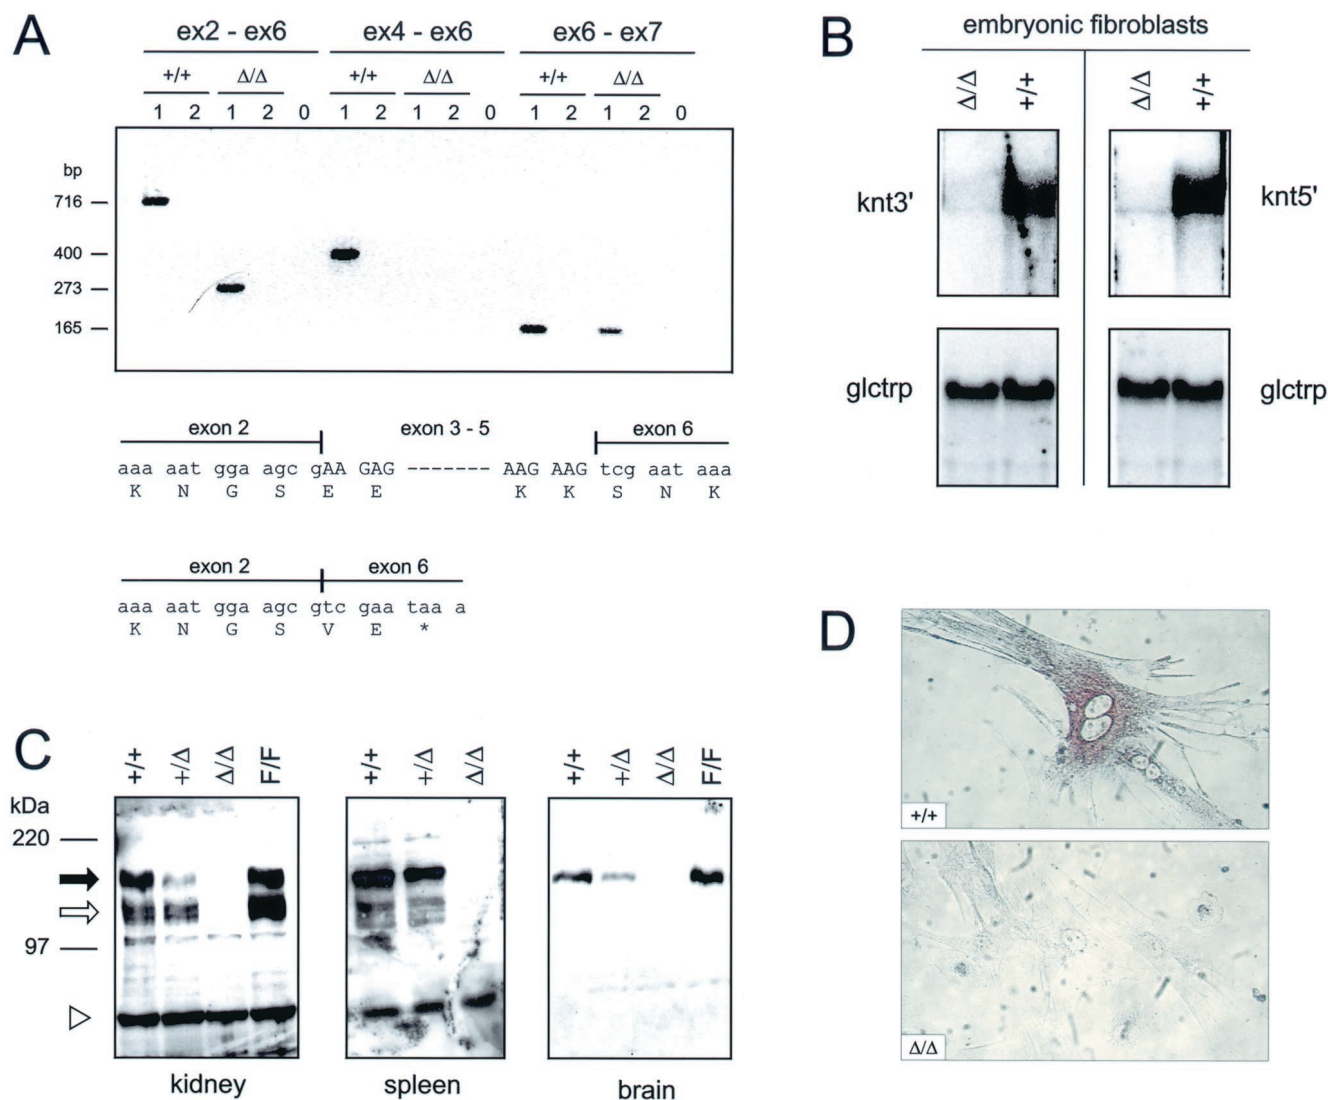 A
ex2 - ex6 ex4 - ex6 ex6 - ex7
+/+ Δ/Δ +/+ Δ/Δ +/+ Δ/Δ
1 2 1 2 0 1 2 1 2 0 1 2 1 2 0
bp
716
400
273
165
exon 2 exon 3 - 5 exon 6
aaa aat gga agc gAA GAG ------- AAG AAG tcg aat aaa
K N G S E E K K S N K
exon 2 exon 6
aaa aat gga agc gtc gaa taa a
K N G S V E *
B
embryonic fibroblasts
Δ/Δ +/+ Δ/Δ +/+
knt3' knt5'
glctrp glctrp
C
+/+ +/Δ Δ/Δ F/F +/+ +/Δ Δ/Δ +/+ +/Δ Δ/Δ F/F
kDa
220
97
kidney spleen brain
D
+/+
Δ/Δ